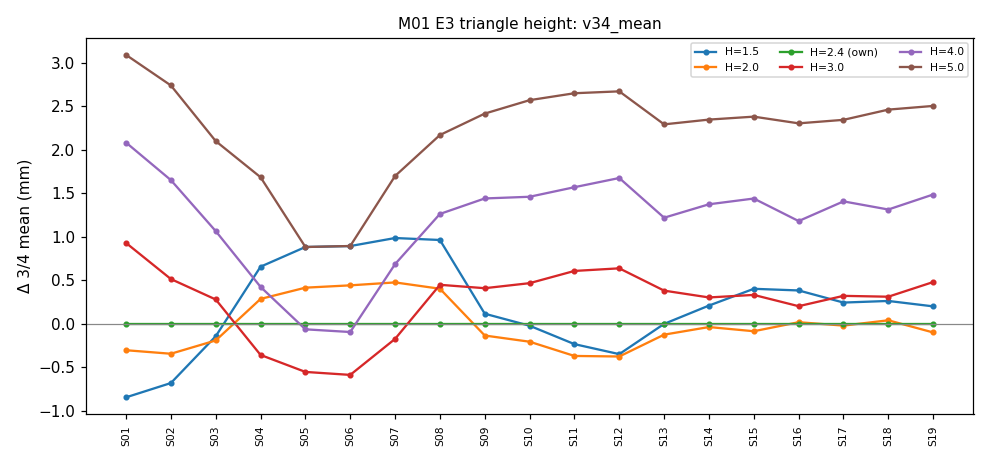 M01 E3 triangle height: v34_mean
H=1.5 H=2.4 (own) H=4.0
H=2.0 H=3.0 H=5.0
Δ 3/4 mean (mm)
3.0
2.5
2.0
1.5
1.0
0.5
0.0
−0.5
−1.0
S01 S02 S03 S04 S05 S06 S07 S08 S09 S10 S11 S12 S13 S14 S15 S16 S17 S18 S19